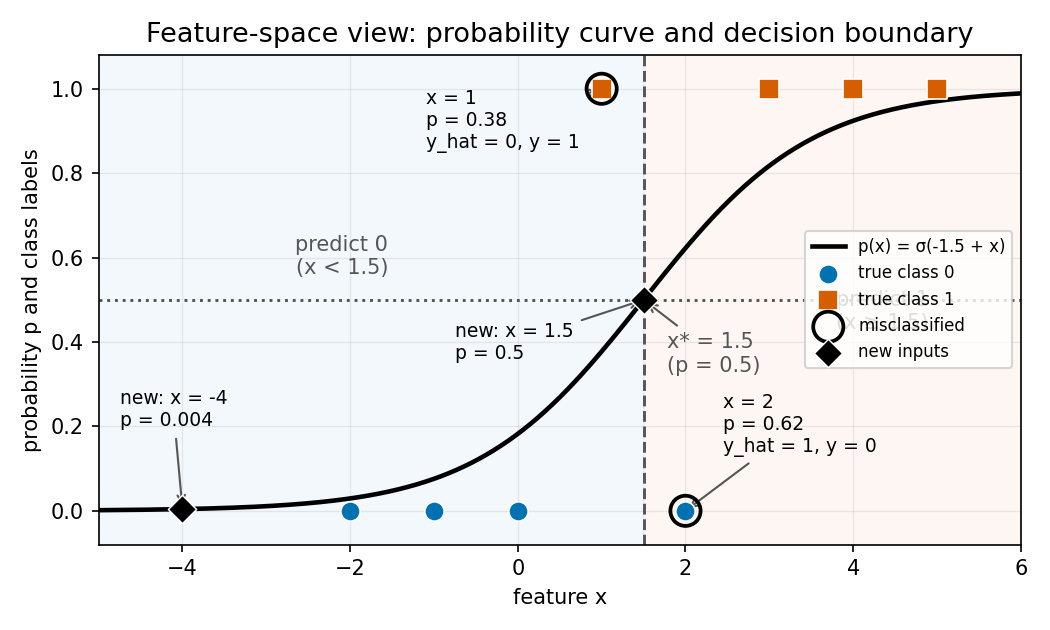 Feature-space view: probability curve and decision boundary
probability p and class labels
1.0
0.8
0.6
0.4
0.2
0.0
x = 1
p = 0.38
y_hat = 0, y = 1
predict 0
(x < 1.5)
p(x) = σ(-1.5 + x)
true class 0
true class 1
misclassified
new inputs
new: x = 1.5
p = 0.5
x* = 1.5
(p = 0.5)
new: x = -4
p = 0.004
x = 2
p = 0.62
y_hat = 1, y = 0
−4
−2
0
2
4
6
feature x